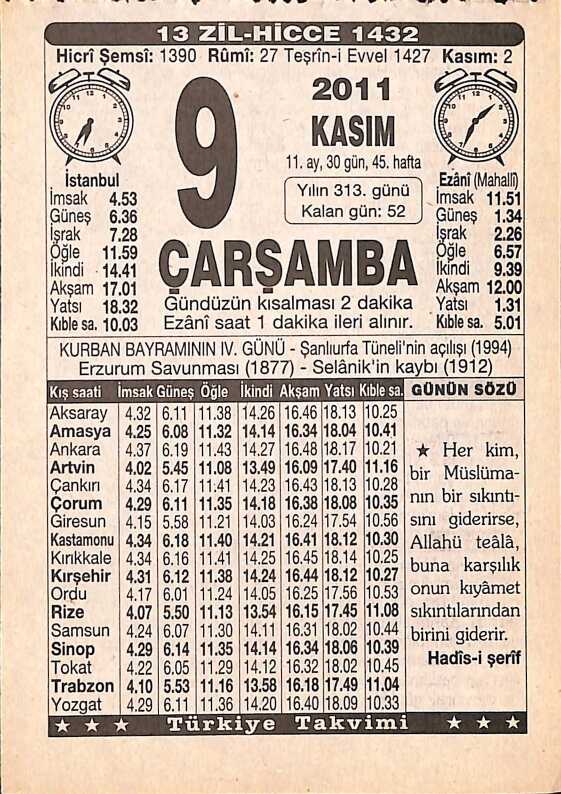 13 ZİL-HİCCE 1432
Hicrî Şemsî: 1390 Rûmî: 27 Teşrîn-i Evvel 1427 Kasım: 2
9
2011
KASIM
11. ay, 30 gün, 45. hafta
Yılın 313. günü
Kalan gün: 52
ÇARŞAMBA
Gündüzün kısalması 2 dakika
Ezânî saat 1 dakika ileri alınır.
İstanbul
İmsak 4.53
Güneş 6.36
İşrak 7.28
Öğle 11.59
İkindi 14.41
Akşam 17.01
Yatsı 18.32
Kıble sa. 10.03
Ezânî (Mahallî)
İmsak 11.51
Güneş 1.34
İşrak 2.26
Öğle 6.57
İkindi 9.39
Akşam 12.00
Yatsı 1.31
Kıble sa. 5.01
KURBAN BAYRAMININ IV. GÜNÜ - Şanlıurfa Tüneli'nin açılışı (1994)
Erzurum Savunması (1877) - Selânik'in kaybı (1912)
Kış saati İmsak Güneş Öğle İkindi Akşam Yatsı Kıble sa.
Aksaray 4.32 6.11 11.38 14.26 16.46 18.13 10.25
Amasya 4.25 6.08 11.32 14.14 16.34 18.04 10.41
Ankara 4.37 6.19 11.43 14.27 16.48 18.17 10.21
Artvin 4.02 5.45 11.08 13.49 16.09 17.40 11.16
Çankırı 4.34 6.17 11.41 14.23 16.43 18.13 10.28
Çorum 4.29 6.11 11.35 14.18 16.38 18.08 10.35
Giresun 4.15 5.58 11.21 14.03 16.24 17.54 10.56
Kastamonu 4.34 6.18 11.40 14.21 16.41 18.12 10.30
Kırıkkale 4.34 6.16 11.41 14.25 16.45 18.14 10.25
Kırşehir 4.31 6.12 11.38 14.24 16.44 18.12 10.27
Ordu 4.17 6.01 11.24 14.05 16.25 17.56 10.53
Rize 4.07 5.50 11.13 13.54 16.15 17.45 11.08
Samsun 4.24 6.07 11.30 14.11 16.31 18.02 10.44
Sinop 4.29 6.14 11.35 14.14 16.34 18.06 10.39
Tokat 4.22 6.05 11.29 14.12 16.32 18.02 10.45
Trabzon 4.10 5.53 11.16 13.58 16.18 17.49 11.04
Yozgat 4.29 6.11 11.36 14.20 16.40 18.09 10.33
GÜNÜN SÖZÜ
★ Her kim,
bir Müslüma-
nın bir sıkıntı-
sını giderirse,
Allahü teâlâ,
buna karşılık
onun kıyâmet
sıkıntılarından
birini giderir.
Hadîs-i şerîf
★ ★ ★ Türkiye Takvimi ★ ★ ★